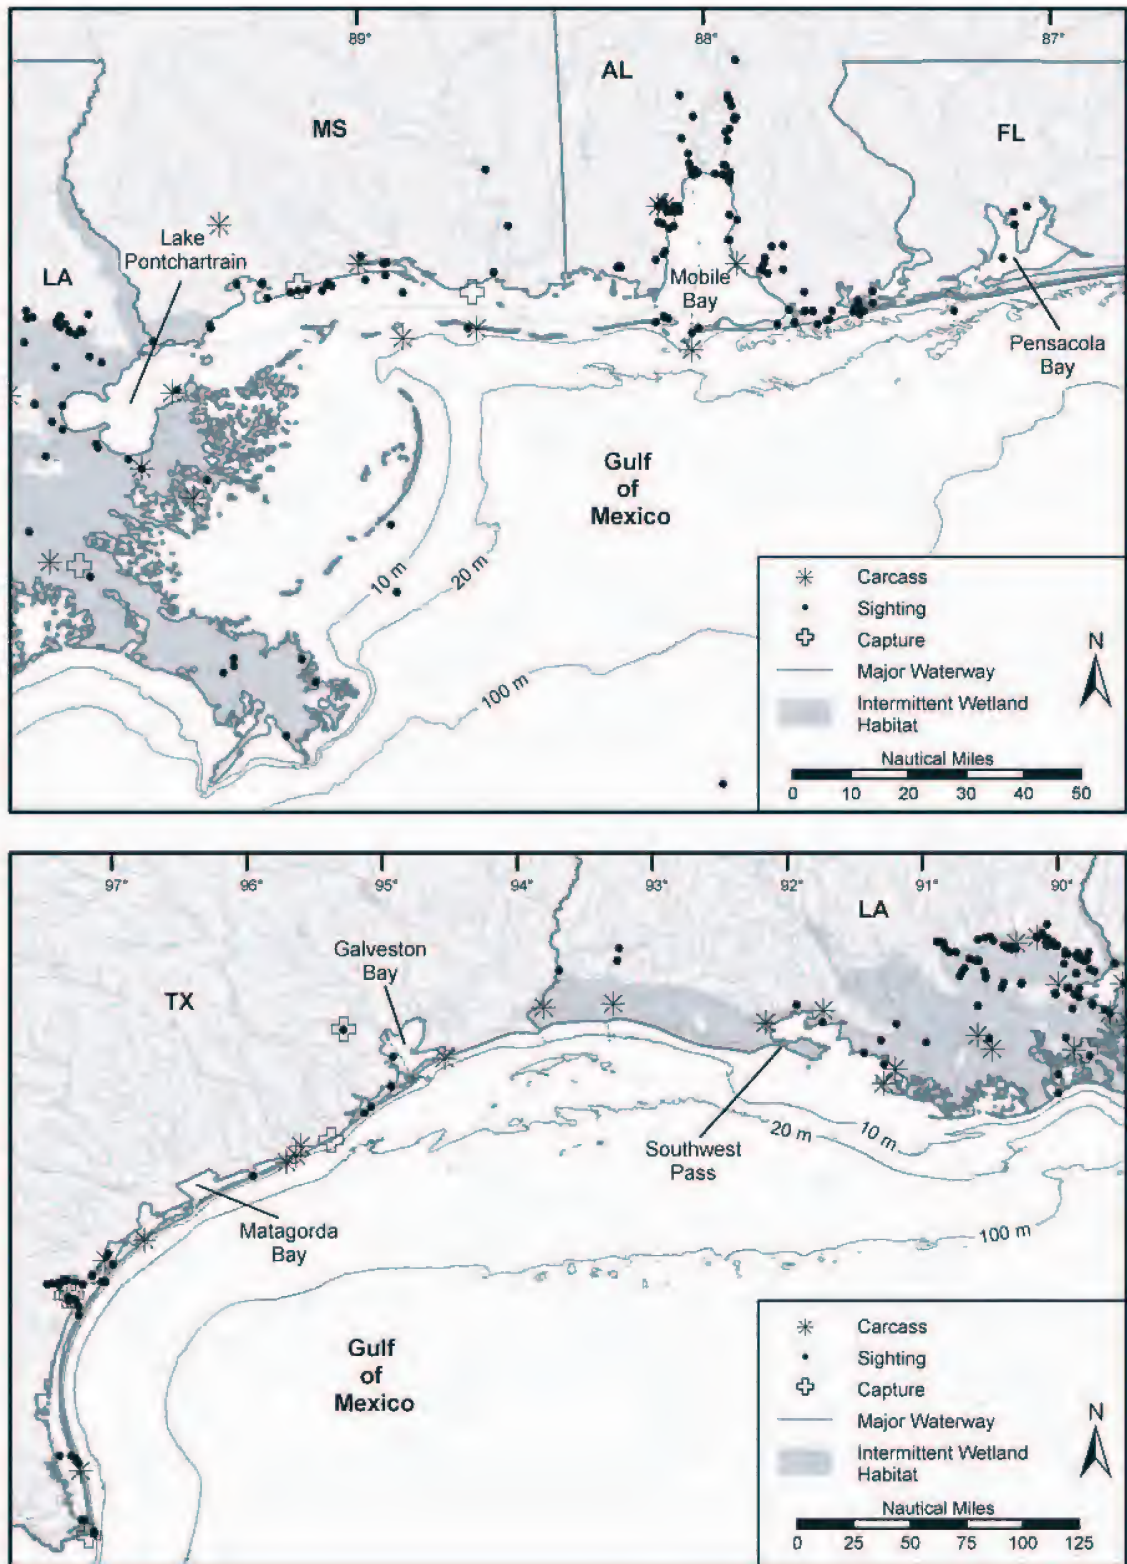 89°
88°
87°
AL
MS
FL
Lake
Pontchartrain
LA
Mobile
Bay
Pensacola
Bay
Gulf
of
Mexico
10 m
20 m
100 m
Carcass
Sighting
Capture
Major Waterway
Intermittent Wetland
Habitat
N
Nautical Miles
0 10 20 30 40 50
97°
96°
95°
94°
93°
92°
91°
90°
LA
Galveston
Bay
TX
Southwest
Pass
20 m
10 m
Matagorda
Bay
100 m
Gulf
of
Mexico
Carcass
Sighting
Capture
Major Waterway
Intermittent Wetland
Habitat
N
Nautical Miles
0 25 50 75 100 125